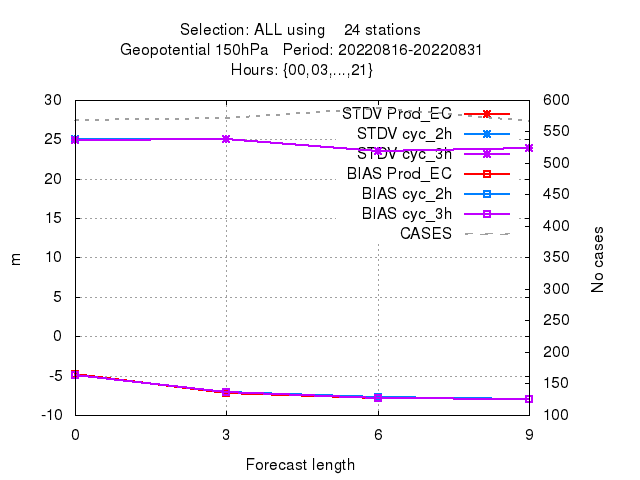 Selection: ALL using 24 stations
Geopotential 150hPa Period: 20220816-20220831
Hours: {00,03,...,21}
30 600
STDV Prod_EC
STDV cyc_2h
25 550
STDV cyc_3h
500
BIAS Prod_EC
20
BIAS cyc_2h
450
BIAS cyc_3h
15
CASES
400
10 350
m No cases
5 300
250
0
200
-5
150
-10 100
0 3 6 9
Forecast length